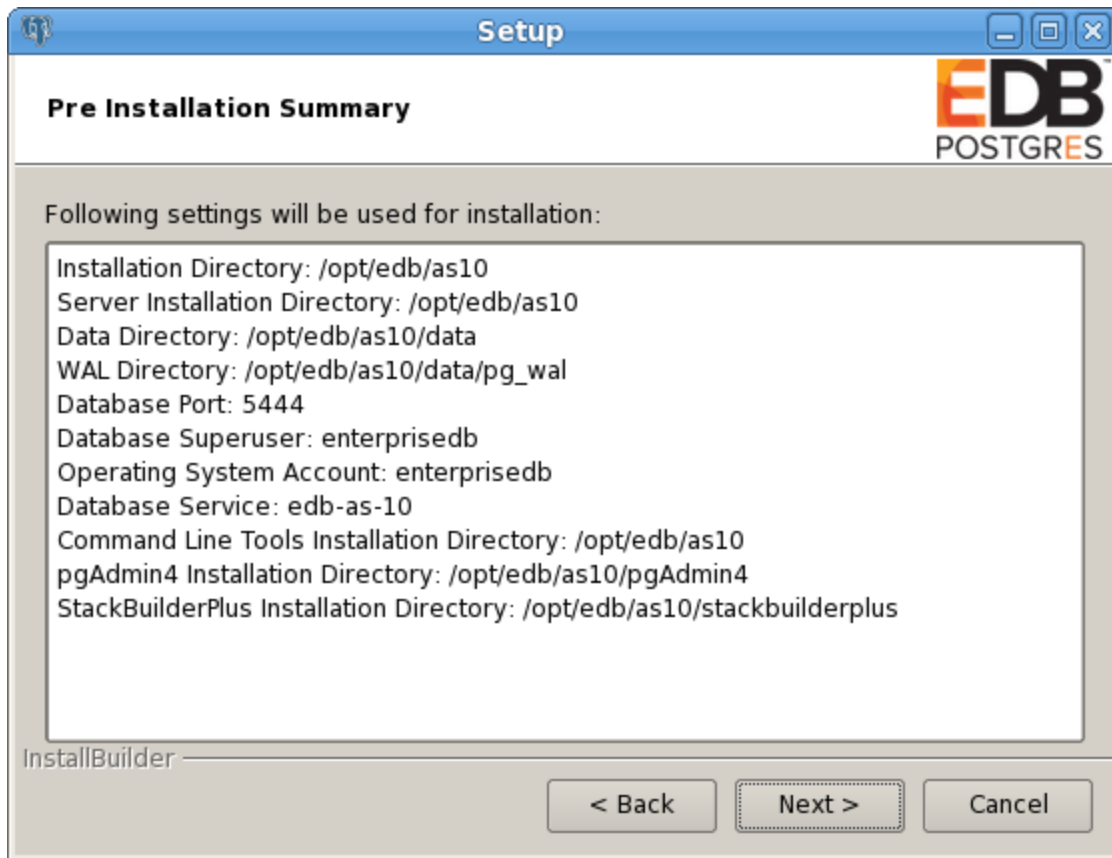 Setup
Pre Installation Summary
EDB™
POSTGRES
Following settings will be used for installation:
Installation Directory: /opt/edb/as10
Server Installation Directory: /opt/edb/as10
Data Directory: /opt/edb/as10/data
WAL Directory: /opt/edb/as10/data/pg_wal
Database Port: 5444
Database Superuser: enterprisedb
Operating System Account: enterprisedb
Database Service: edb-as-10
Command Line Tools Installation Directory: /opt/edb/as10
pgAdmin4 Installation Directory: /opt/edb/as10/pgAdmin4
StackBuilderPlus Installation Directory: /opt/edb/as10/stackbuilderplus
InstallBuilder
< Back Next > Cancel